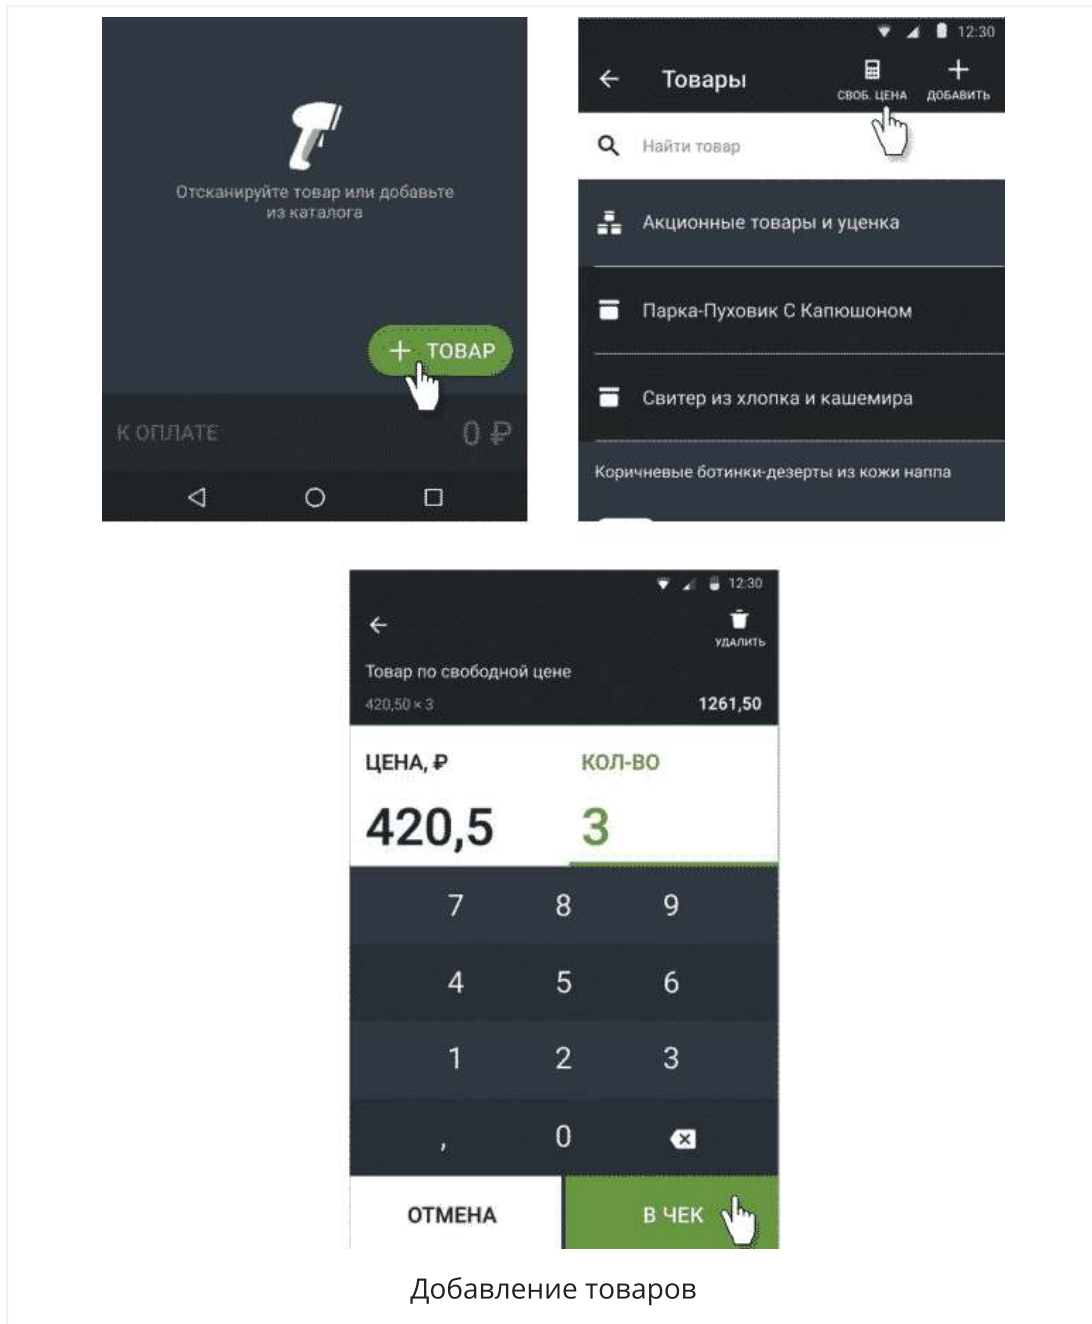 Отсканируйте товар или добавьте
из каталога
+ ТОВАР
К ОПЛАТЕ 0 ₽
12:30
Товары
СВОБ. ЦЕНА ДОБАВИТЬ
Найти товар
Акционные товары и уценка
Парка-Пуховик С Капюшоном
Свитер из хлопка и кашемира
Коричневые ботинки-дезерты из кожи наппа
12:30
УДАЛИТЬ
Товар по свободной цене
420,50 × 3 1261,50
ЦЕНА, ₽ КОЛ-ВО
420,5 3
7 8 9
4 5 6
1 2 3
, 0
ОТМЕНА В ЧЕК
Добавление товаров